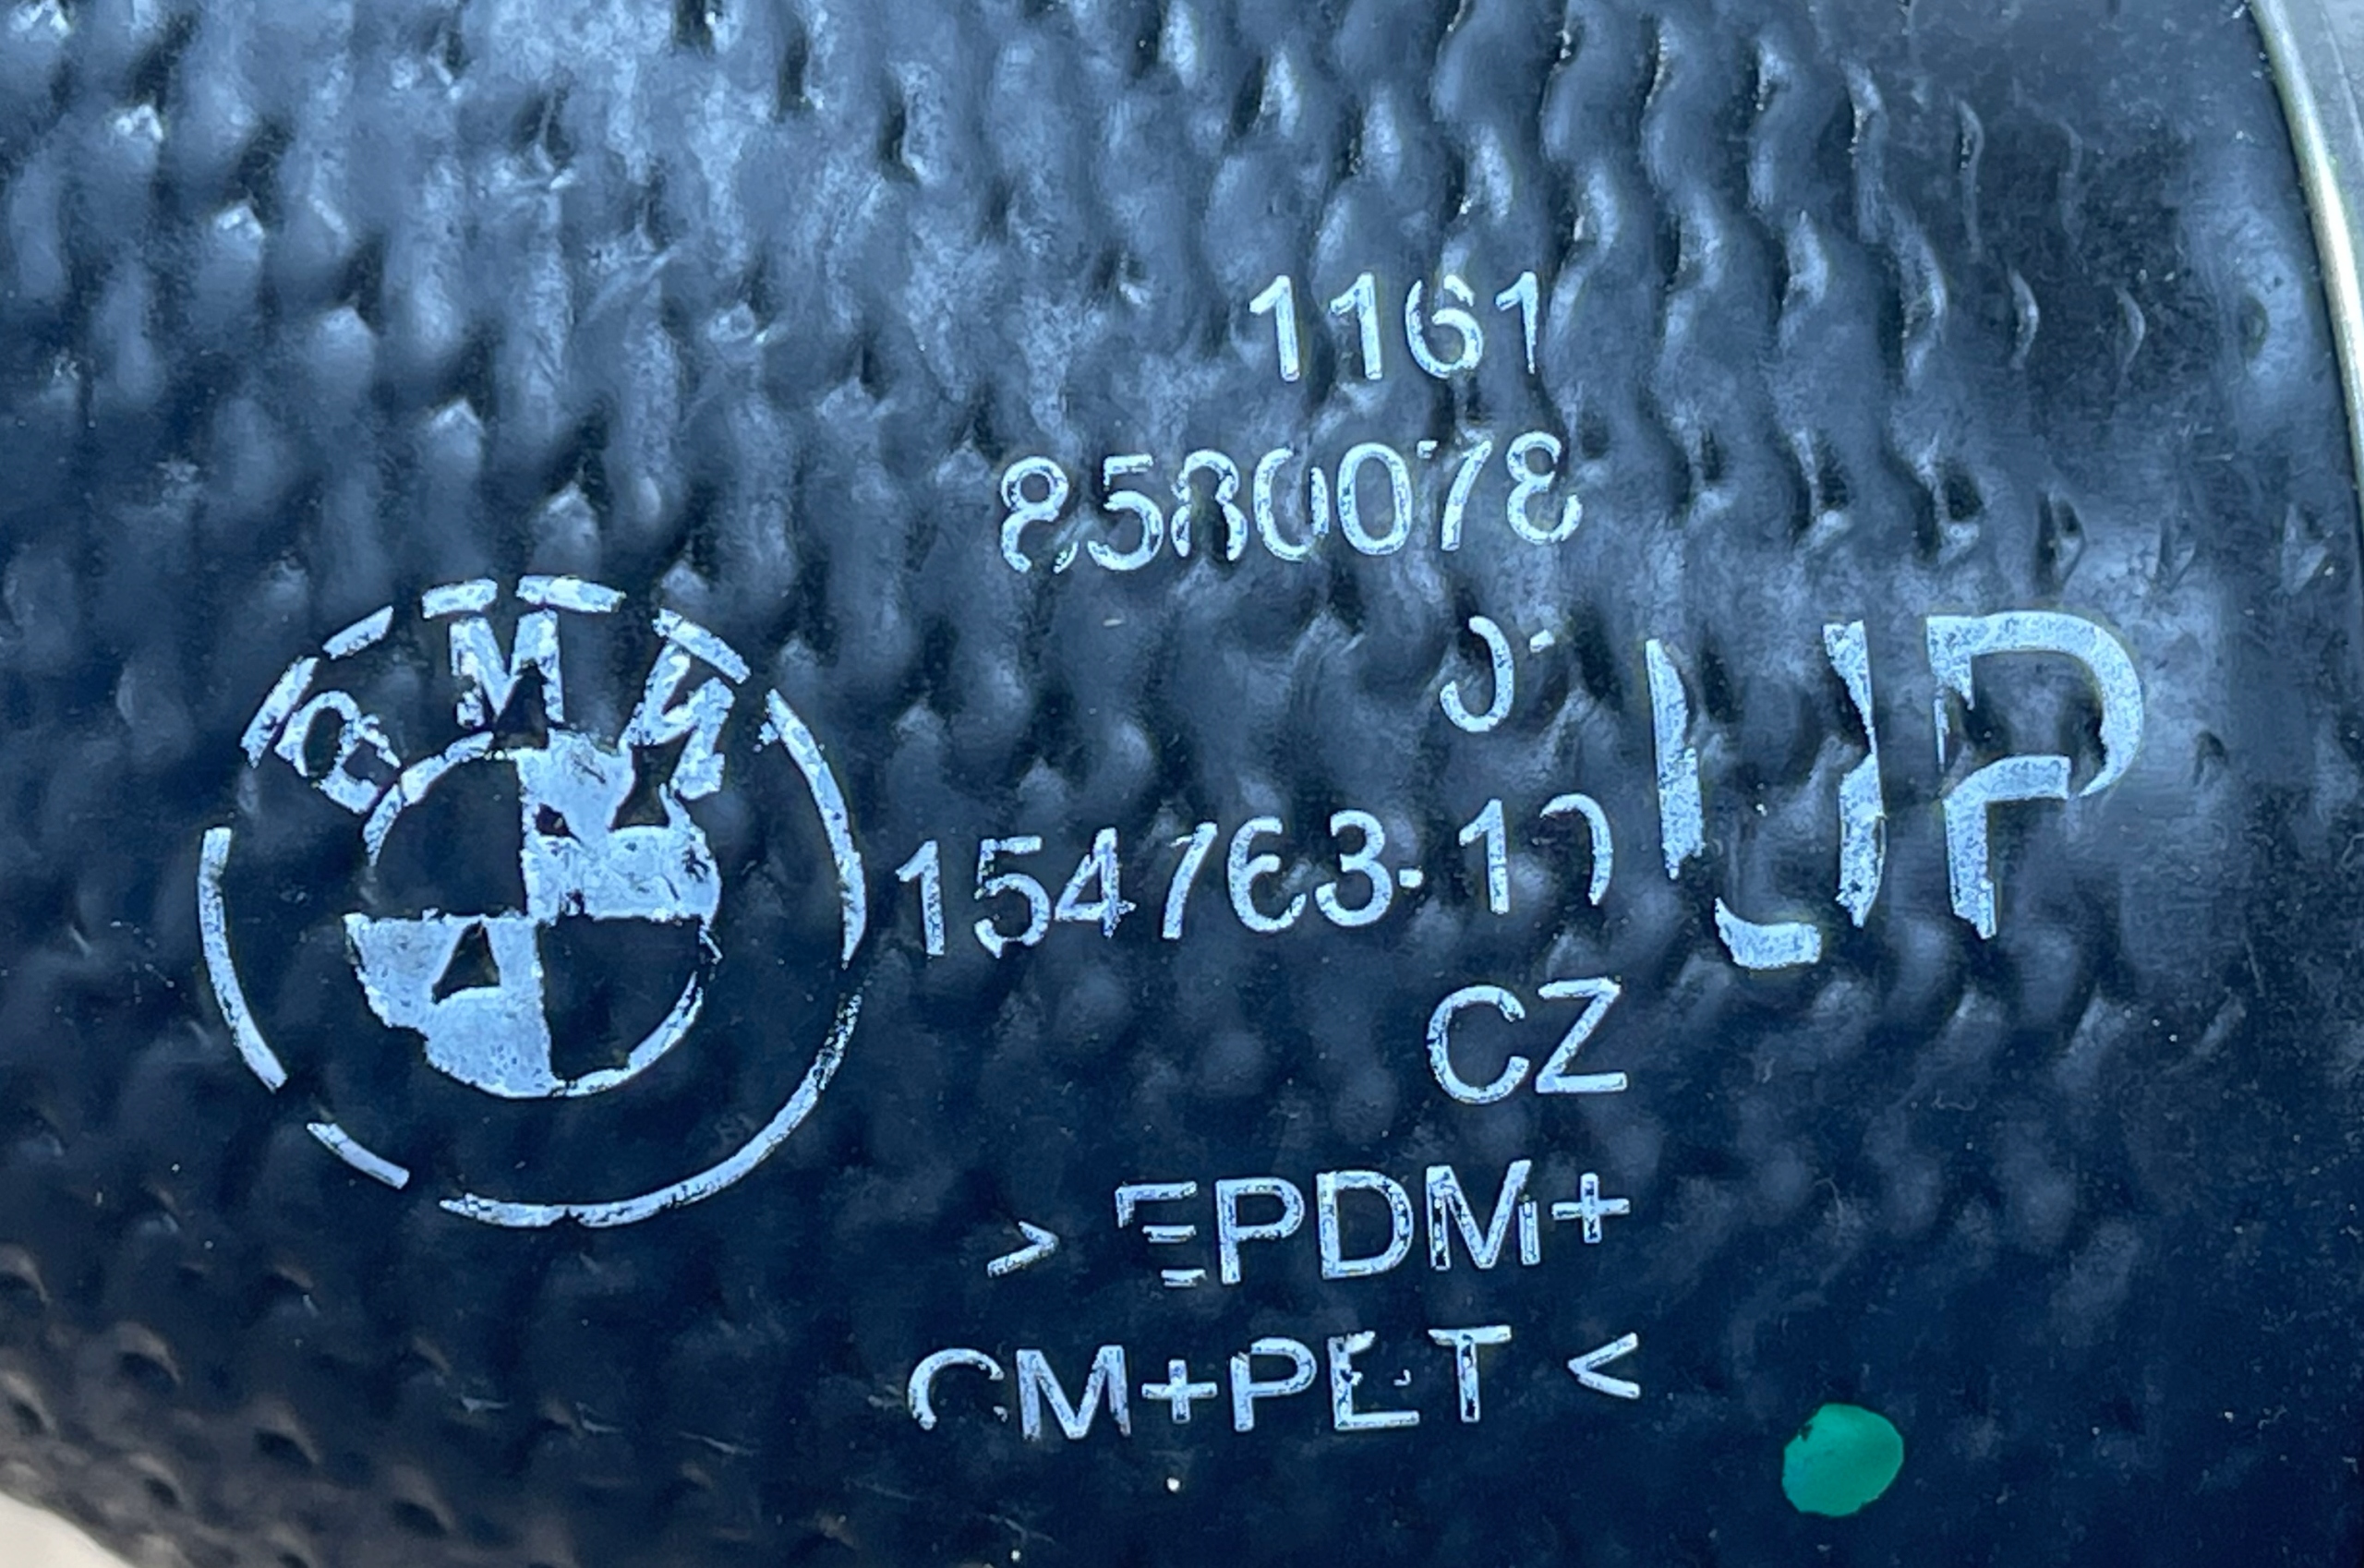 1161
8580078
BMW
154763-10
UP
CZ
> EPDM+
CM+PET <